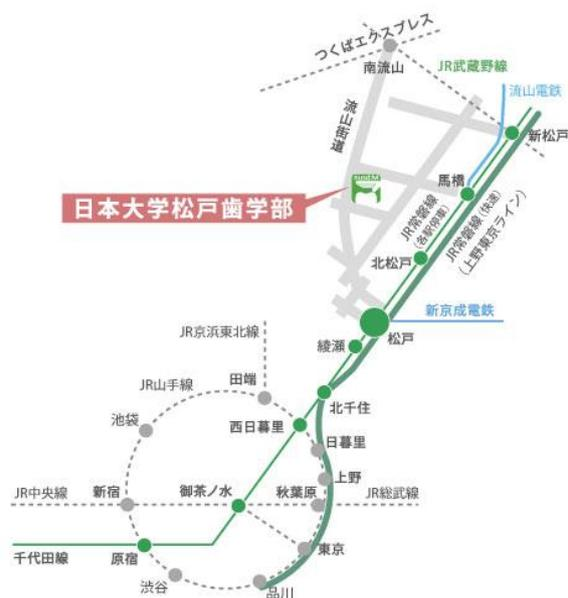 つくばエクスプレス
南流山
JR武蔵野線
流山電鉄
流山街道
新松戸
馬橋
日本大学松戸歯学部
JR常磐線
(各駅停車)
JR常磐線(快速)
(上野東京ライン)
北松戸
新京成電鉄
松戸
綾瀬
JR京浜東北線
田端
JR山手線
北千住
池袋
西日暮里
日暮里
上野
JR中央線
新宿
御茶ノ水
秋葉原
JR総武線
千代田線
原宿
東京
渋谷
品川